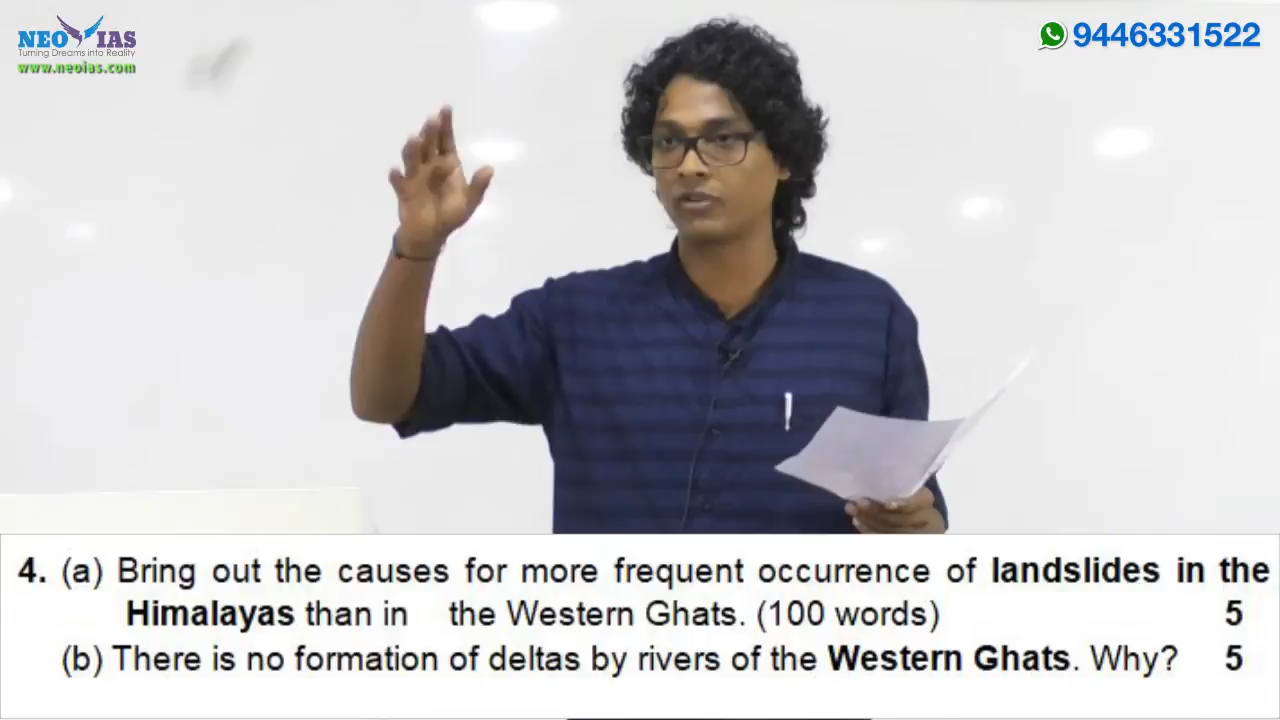 NEO IAS
Turning Dreams into Reality
www.neoias.com
9446331522
4. (a) Bring out the causes for more frequent occurrence of landslides in the
Himalayas than in the Western Ghats. (100 words) 5
(b) There is no formation of deltas by rivers of the Western Ghats. Why? 5